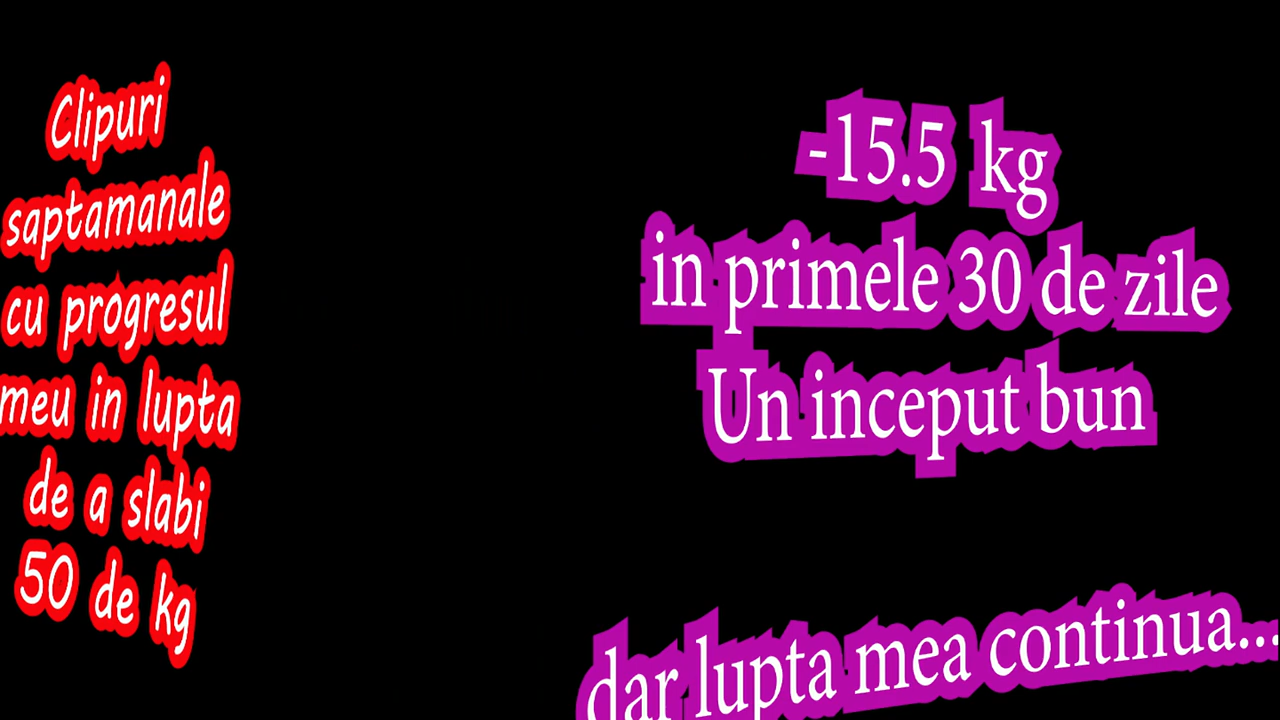 Clipuri
saptamanale
cu progresul
meu in lupta
de a slabi
50 de kg
-15.5 kg
in primele 30 de zile
Un inceput bun
dar lupta mea continua...